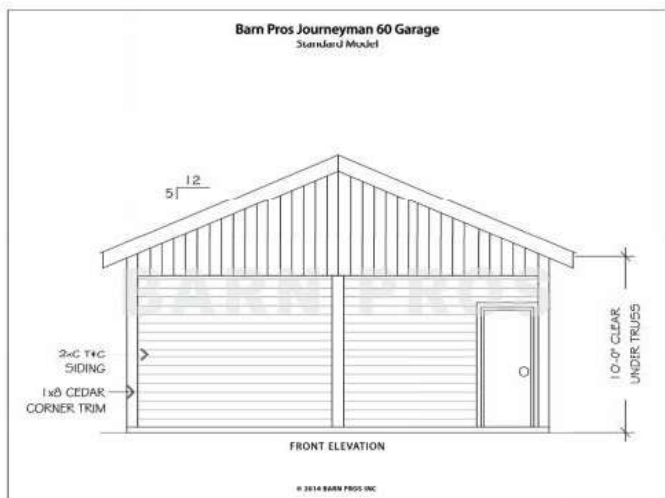 Barn Pros Journeyman 60 Garage
Standard Model
12
5
BARN PROS
2xC T&C
SIDING
1x8 CEDAR
CORNER TRIM
10'-0" CLEAR
UNDER TRUSS
FRONT ELEVATION
© 2014 BARN PROS INC